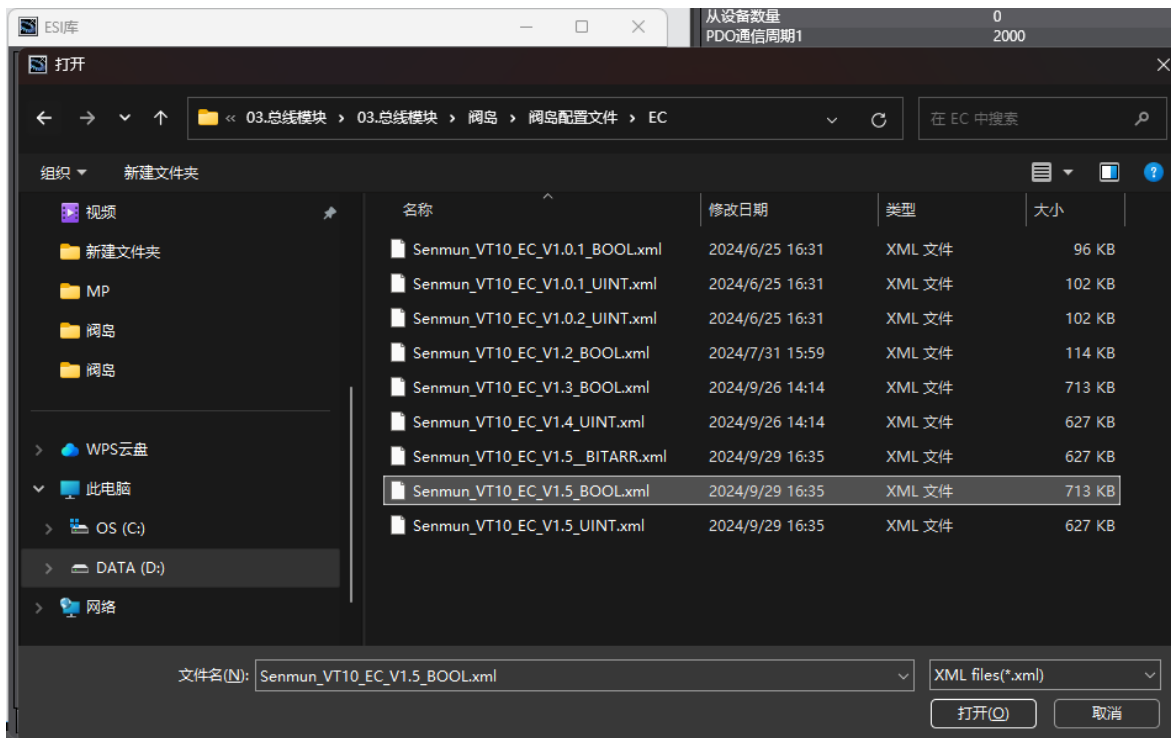 ESI库
从设备数量 0
PDO通信周期1 2000
打开
« 03.总线模块 › 03.总线模块 › 阀岛 › 阀岛配置文件 › EC
在 EC 中搜索
组织 新建文件夹
名称 修改日期 类型 大小
视频
新建文件夹
MP
阀岛
阀岛
WPS云盘
此电脑
OS (C:)
DATA (D:)
网络
Senmun_VT10_EC_V1.0.1_BOOL.xml 2024/6/25 16:31 XML 文件 96 KB
Senmun_VT10_EC_V1.0.1_UINT.xml 2024/6/25 16:31 XML 文件 102 KB
Senmun_VT10_EC_V1.0.2_UINT.xml 2024/6/25 16:31 XML 文件 102 KB
Senmun_VT10_EC_V1.2_BOOL.xml 2024/7/31 15:59 XML 文件 114 KB
Senmun_VT10_EC_V1.3_BOOL.xml 2024/9/26 14:14 XML 文件 713 KB
Senmun_VT10_EC_V1.4_UINT.xml 2024/9/26 14:14 XML 文件 627 KB
Senmun_VT10_EC_V1.5__BITARR.xml 2024/9/29 16:35 XML 文件 627 KB
Senmun_VT10_EC_V1.5_BOOL.xml 2024/9/29 16:35 XML 文件 713 KB
Senmun_VT10_EC_V1.5_UINT.xml 2024/9/29 16:35 XML 文件 627 KB
文件名(N): Senmun_VT10_EC_V1.5_BOOL.xml XML files(*.xml)
打开(O) 取消